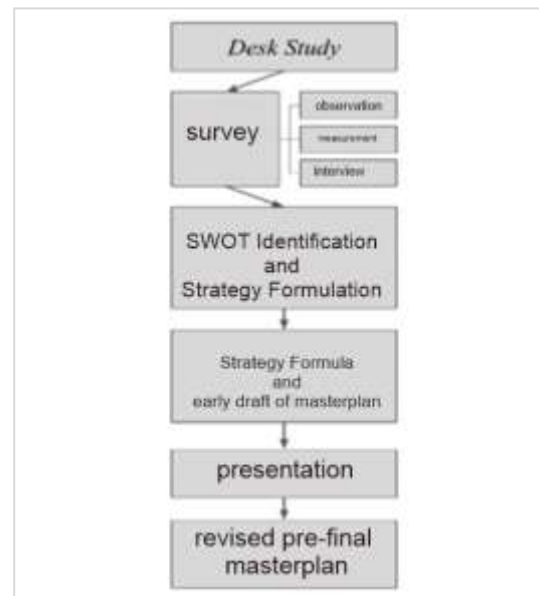 Desk Study
survey
observation
measurement
Interview
SWOT Identification
and
Strategy Formulation
Strategy Formula
and
early draft of masterplan
presentation
revised pre-final
masterplan